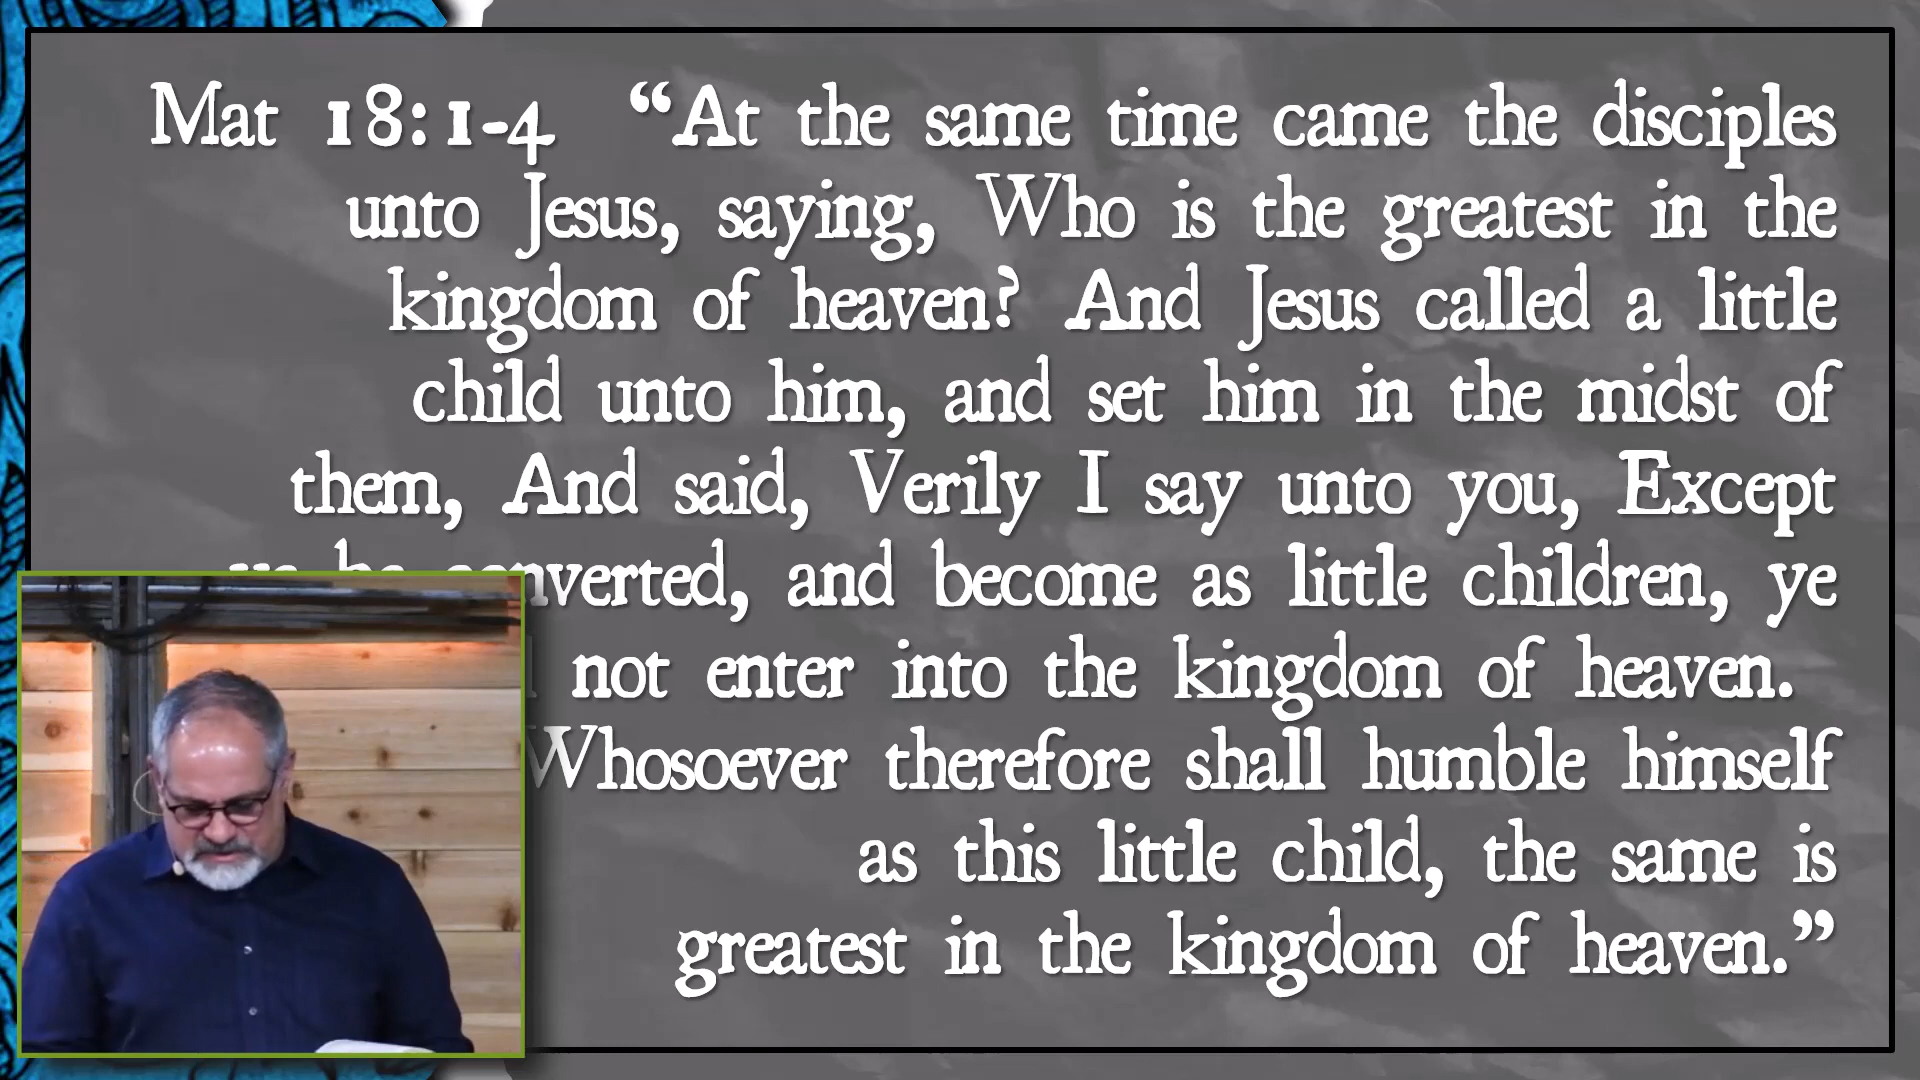 Mat 18:1-4 “At the same time came the disciples
unto Jesus, saying, Who is the greatest in the
kingdom of heaven? And Jesus called a little
child unto him, and set him in the midst of
them, And said, Verily I say unto you, Except
ye be converted, and become as little children, ye
not enter into the kingdom of heaven.
Whosoever therefore shall humble himself
as this little child, the same is
greatest in the kingdom of heaven.”